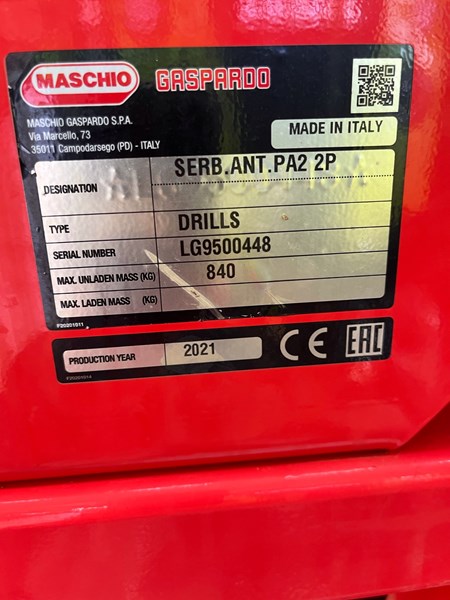 MASCHIO GASPARDO
MASCHIO GASPARDO S.P.A.
Via Marcello, 73
35011 Campodarsego (PD) - ITALY
MADE IN ITALY
DESIGNATION SERB.ANT.PA2 2P
TYPE DRILLS
SERIAL NUMBER LG9500448
MAX. UNLADEN MASS (KG) 840
MAX. LADEN MASS (KG)
F20201011
PRODUCTION YEAR 2021 CE EAC